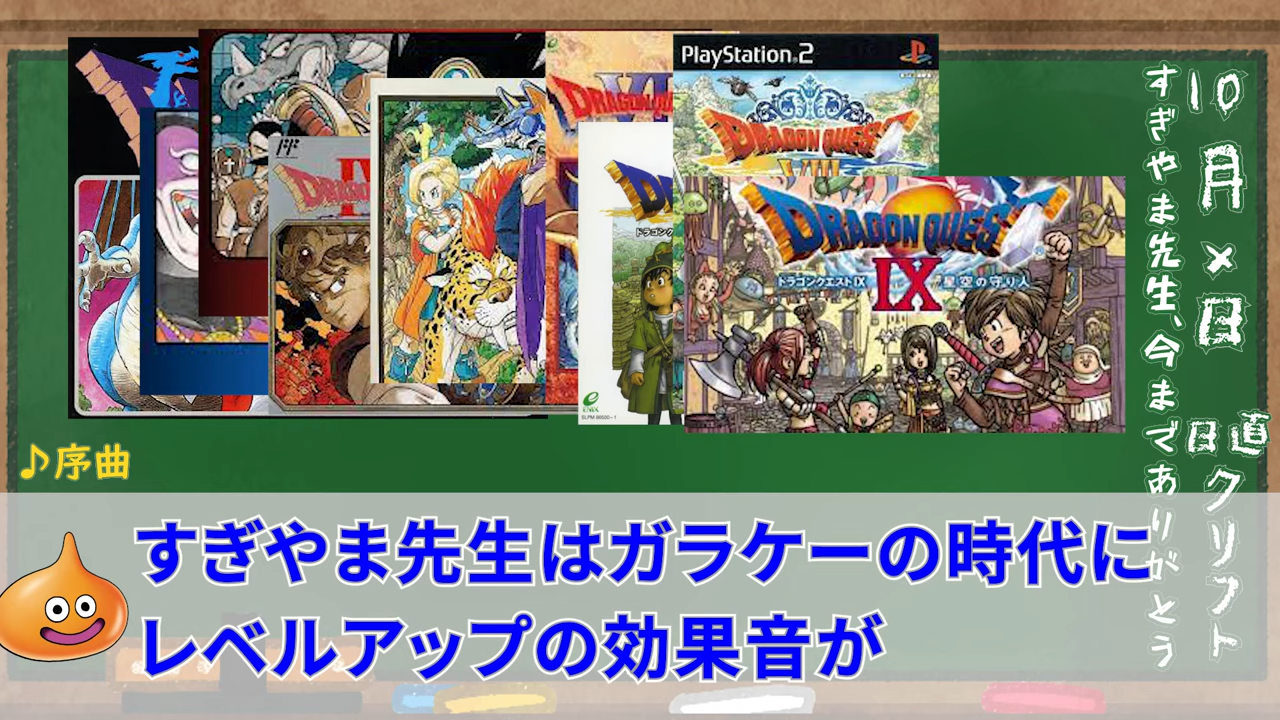 PlayStation 2
DRAGON QUEST
VIII
DRAGON QUEST
IX
ドラゴンクエストIX 星空の守り人
10月×日
日直 クリフト
すぎやま先生、今までありがとう
♪序曲
すぎやま先生はガラケーの時代に
レベルアップの効果音が